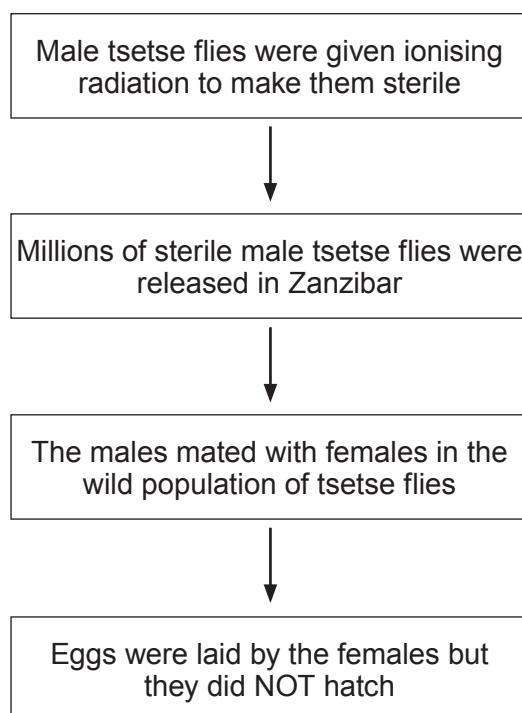 Male tsetse flies were given ionising
radiation to make them sterile
Millions of sterile male tsetse flies were
released in Zanzibar
The males mated with females in the
wild population of tsetse flies
Eggs were laid by the females but
they did NOT hatch